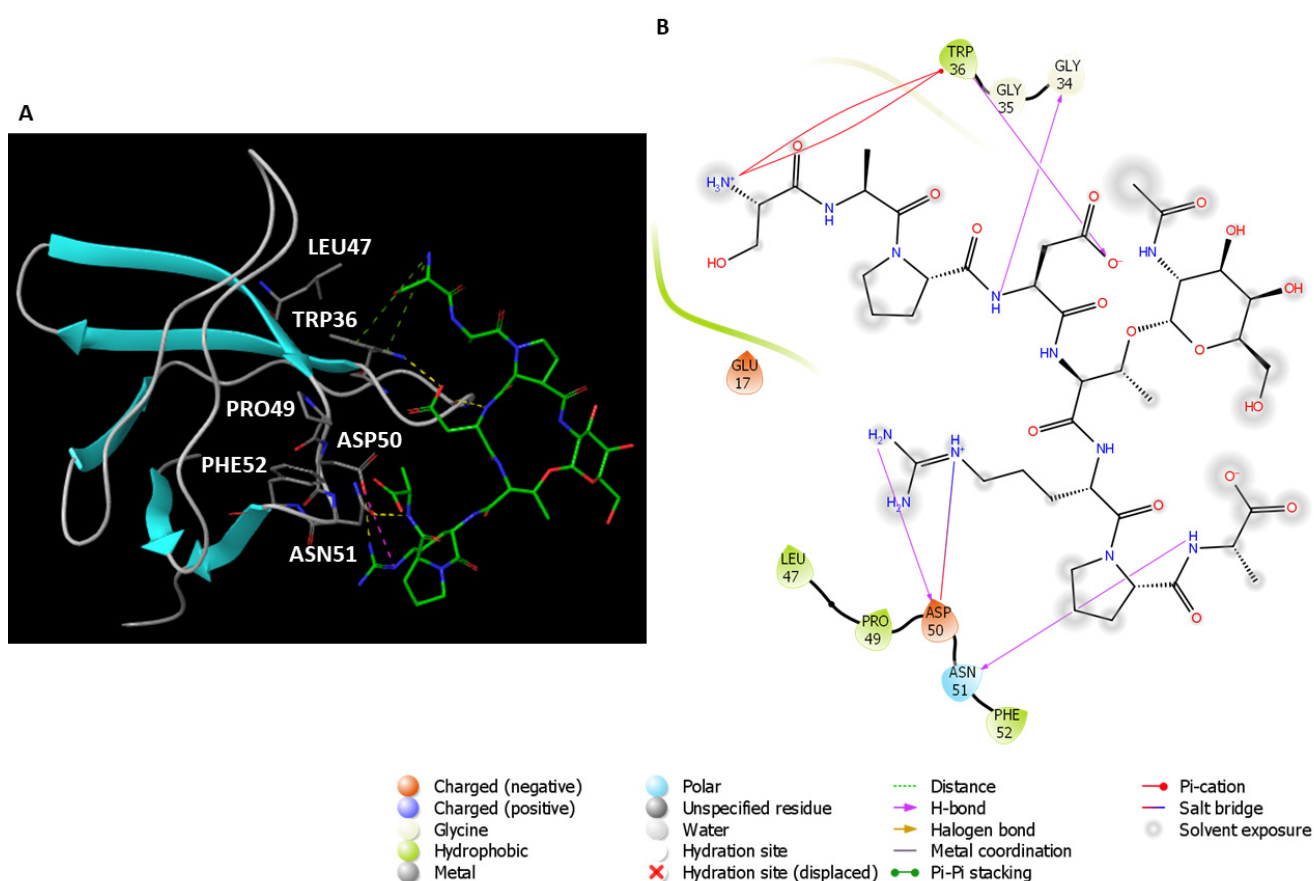 A
LEU47
TRP36
PRO49
ASP50
PHE52
ASN51
B
TRP
36
GLY
35
GLY
34
GLU
17
LEU
47
PRO
49
ASP
50
ASN
51
PHE
52
H₃N⁺
O
HO
NH
O
N
O
NH
O
O⁻
O
HN
O
O
HN
O
OH
OH
O
HO
H₂N
H₂N
HN⁺
O
NH
O
N
O
NH
O⁻
O
Charged (negative)
Charged (positive)
Glycine
Hydrophobic
Metal
Polar
Unspecified residue
Water
Hydration site
Hydration site (displaced)
Distance
H-bond
Halogen bond
Metal coordination
Pi-Pi stacking
Pi-cation
Salt bridge
Solvent exposure